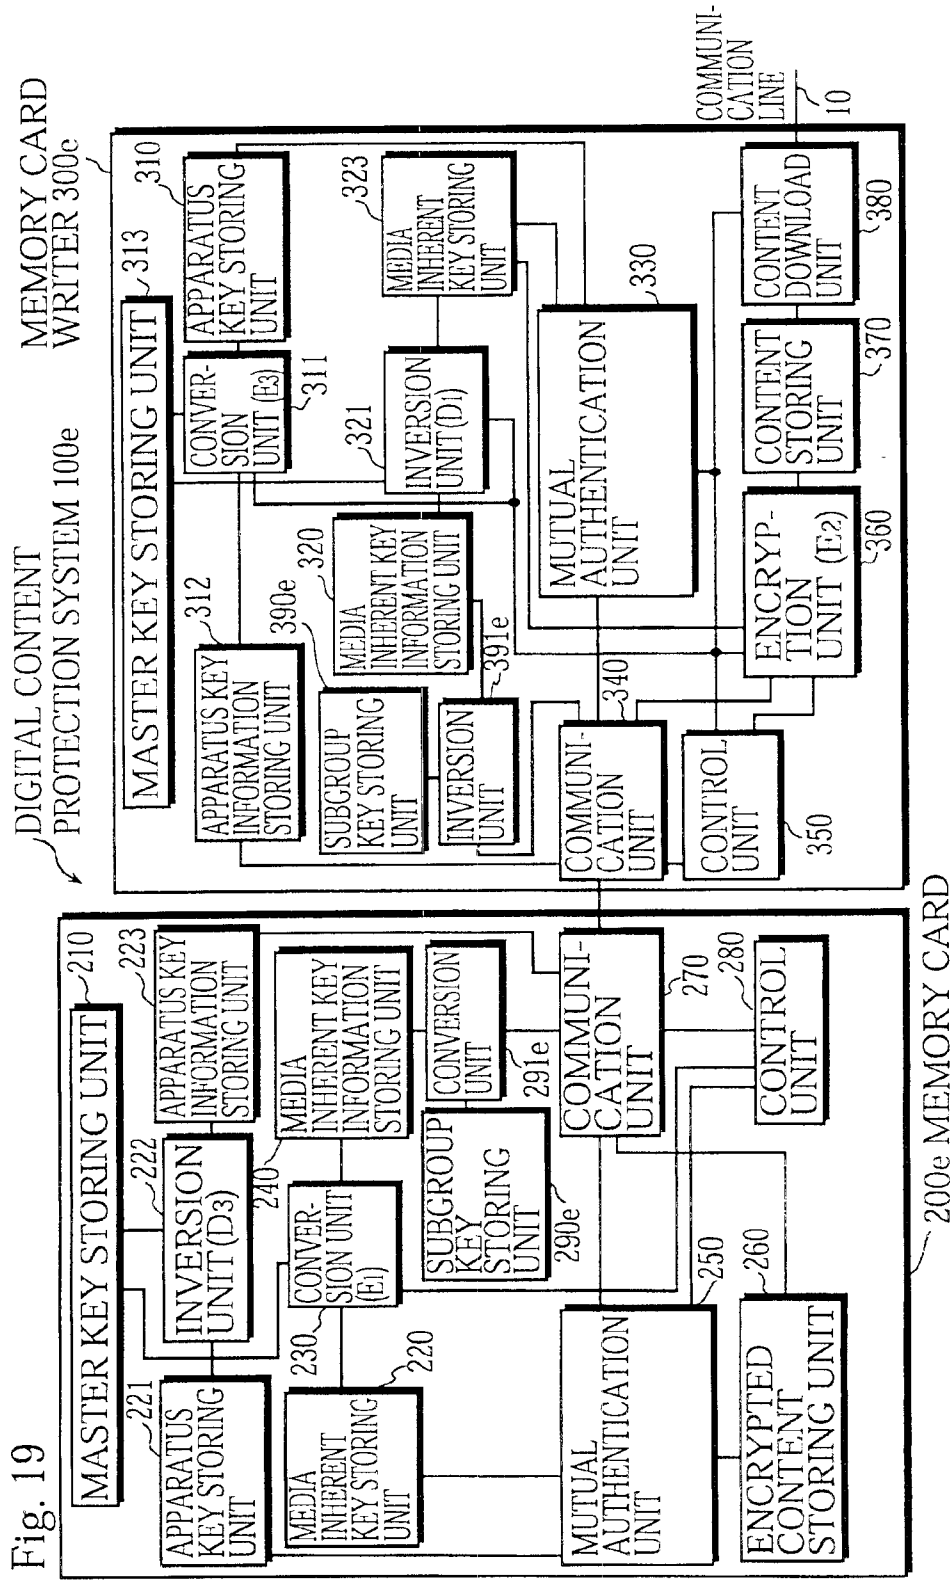 Fig. 19
DIGITAL CONTENT
PROTECTION SYSTEM 100e
200e MEMORY CARD
MASTER KEY STORING UNIT
210
APPARATUS
KEY STORING
UNIT
221
INVERSION
UNIT (D3)
222
APPARATUS KEY
INFORMATION
STORING UNIT
223
MEDIA
INHERENT
KEY STORING
UNIT
220
CONVER-
SION UNIT
(E1)
230
MEDIA
INHERENT KEY
INFORMATION
STORING UNIT
240
SUBGROUP
KEY
STORING
UNIT
290e
CONVERSION
UNIT
291e
MUTUAL
AUTHENTICATION
UNIT
250
COMMUNI-
CATION
UNIT
270
ENCRYPTED
CONTENT
STORING UNIT
260
CONTROL
UNIT
280
MEMORY CARD
WRITER 300e
MASTER KEY STORING UNIT
313
APPARATUS KEY
INFORMATION
STORING UNIT
312
CONVER-
SION
UNIT (E3)
311
APPARATUS
KEY STORING
UNIT
310
SUBGROUP
KEY STORING
UNIT
390e
MEDIA
INHERENT KEY
INFORMATION
STORING UNIT
320
INVERSION
UNIT (D1)
321
MEDIA
INHERENT
KEY STORING
UNIT
323
INVERSION
UNIT
391e
COMMUNI-
CATION
UNIT
340
MUTUAL
AUTHENTICATION
UNIT
330
CONTROL
UNIT
350
ENCRYP-
TION
UNIT (E2)
360
CONTENT
STORING
UNIT
370
CONTENT
DOWNLOAD
UNIT
380
COMMUNI-
CATION
LINE
10